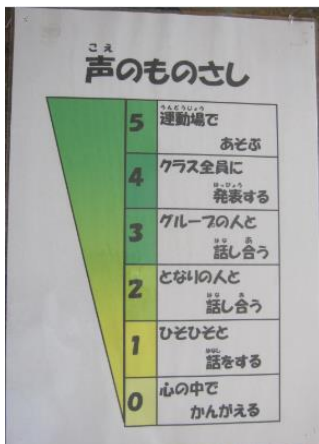 こえ
声のものさし
うんどうじょう
5 運動場で
あそぶ
4 クラス全員に
はっぴょう
発表する
3 グループの人と
はな あ
話し合う
2 となりの人と
はな あ
話し合う
1 ひそひそと
はなし
話をする
0 心の中で
かんがえる